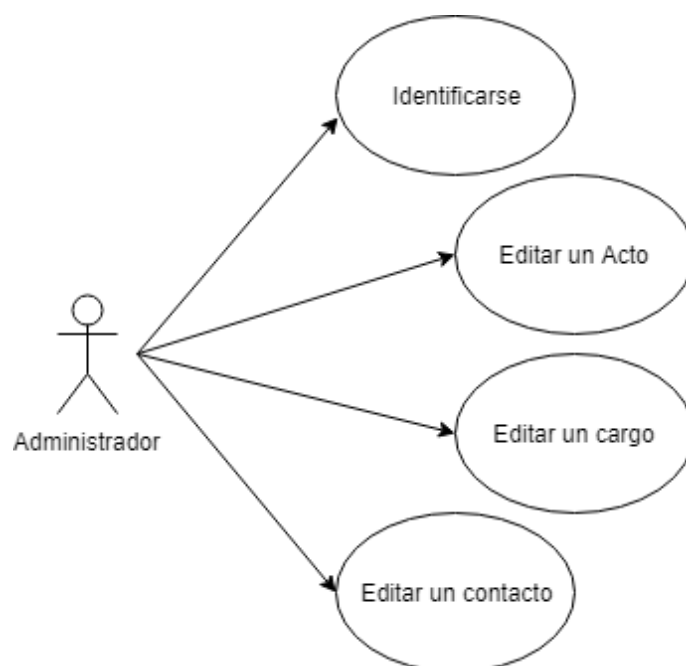 Identificarse
Editar un Acto
Editar un cargo
Administrador
Editar un contacto